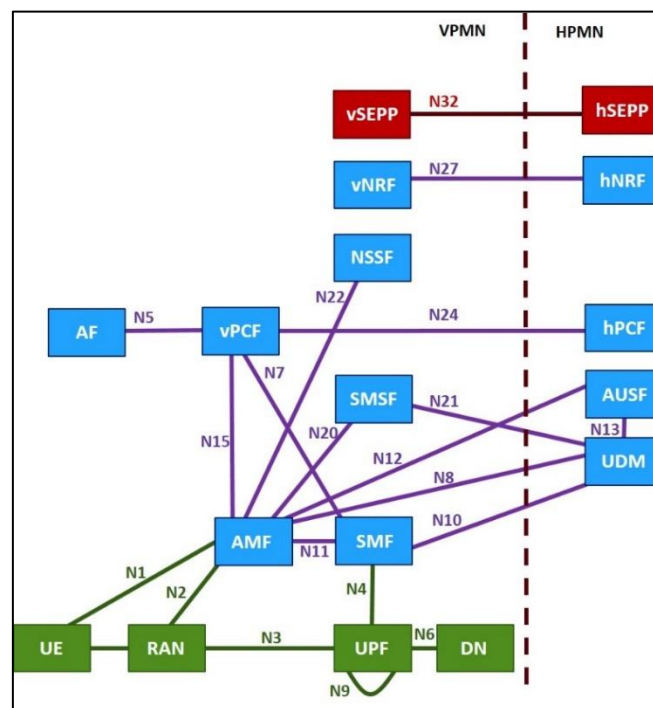 VPMN HPMN
vSEPP N32 hSEPP
vNRF N27 hNRF
NSSF
N22
AF N5 vPCF N24 hPCF
N7
SMSF N21 AUSF
N15 N20 N12 N13
UDM
N8
AMF N11 SMF N10
N1 N2 N4
UE RAN N3 UPF N6 DN
N9